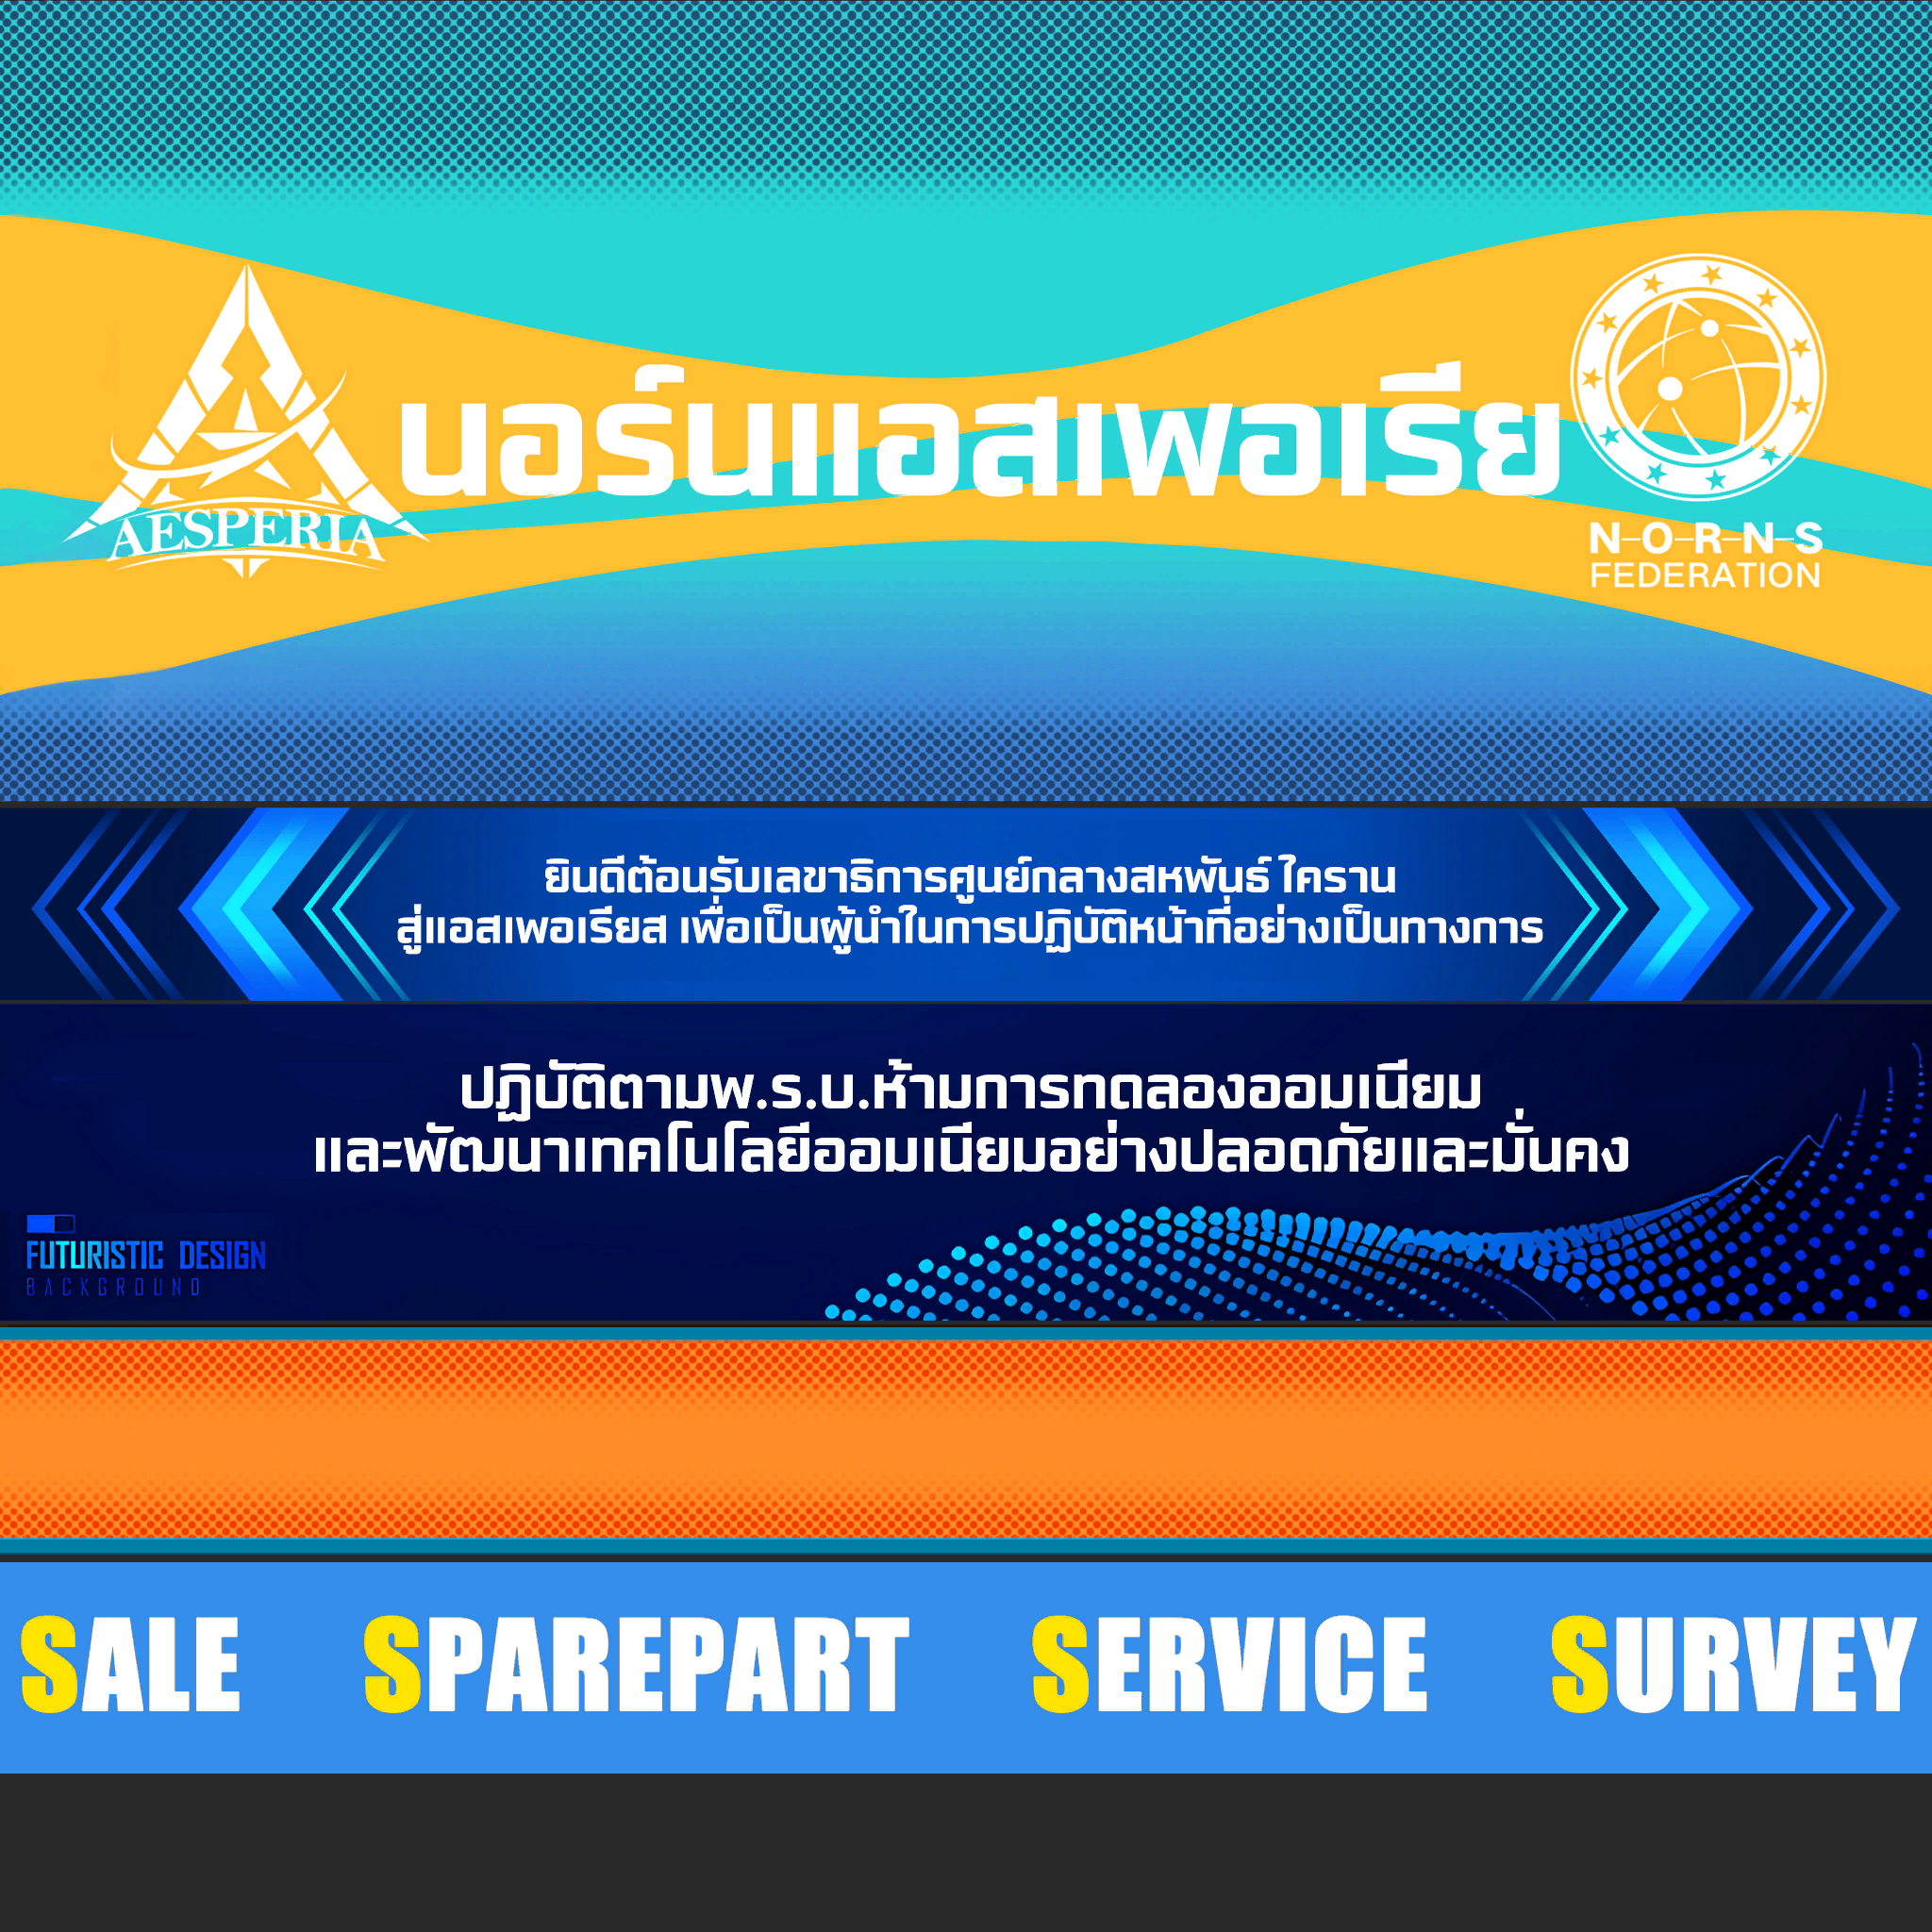 นอร์นแอสเพอเรีย
AESPERIA
N-O-R-N-S
FEDERATION
ยินดีต้อนรับเลขาธิการศูนย์กลางสหพันธ์ ใคราน
สู่แอสเพอเรียส เพื่อเป็นผู้นำในการปฏิบัติหน้าที่อย่างเป็นทางการ
ปฏิบัติตามพ.ร.บ.ห้ามการทดลองออมเนียม
และพัฒนาเทคโนโลยีออมเนียมอย่างปลอดภัยและมั่นคง
FUTURISTIC DESIGN
BACKGROUND
SALE SPAREPART SERVICE SURVEY